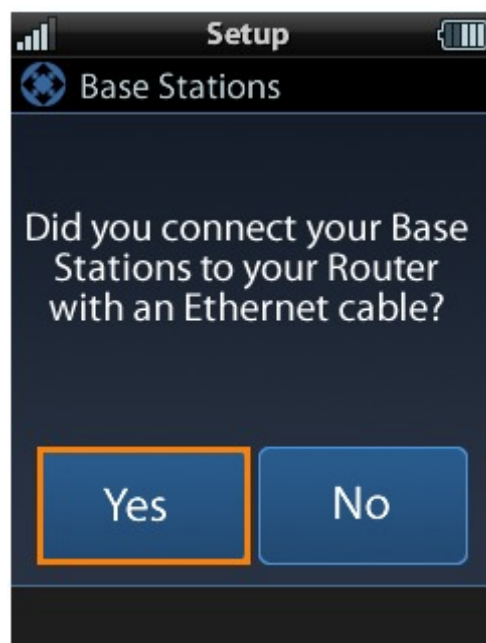 Setup
Base Stations
Did you connect your Base
Stations to your Router
with an Ethernet cable?
Yes
No